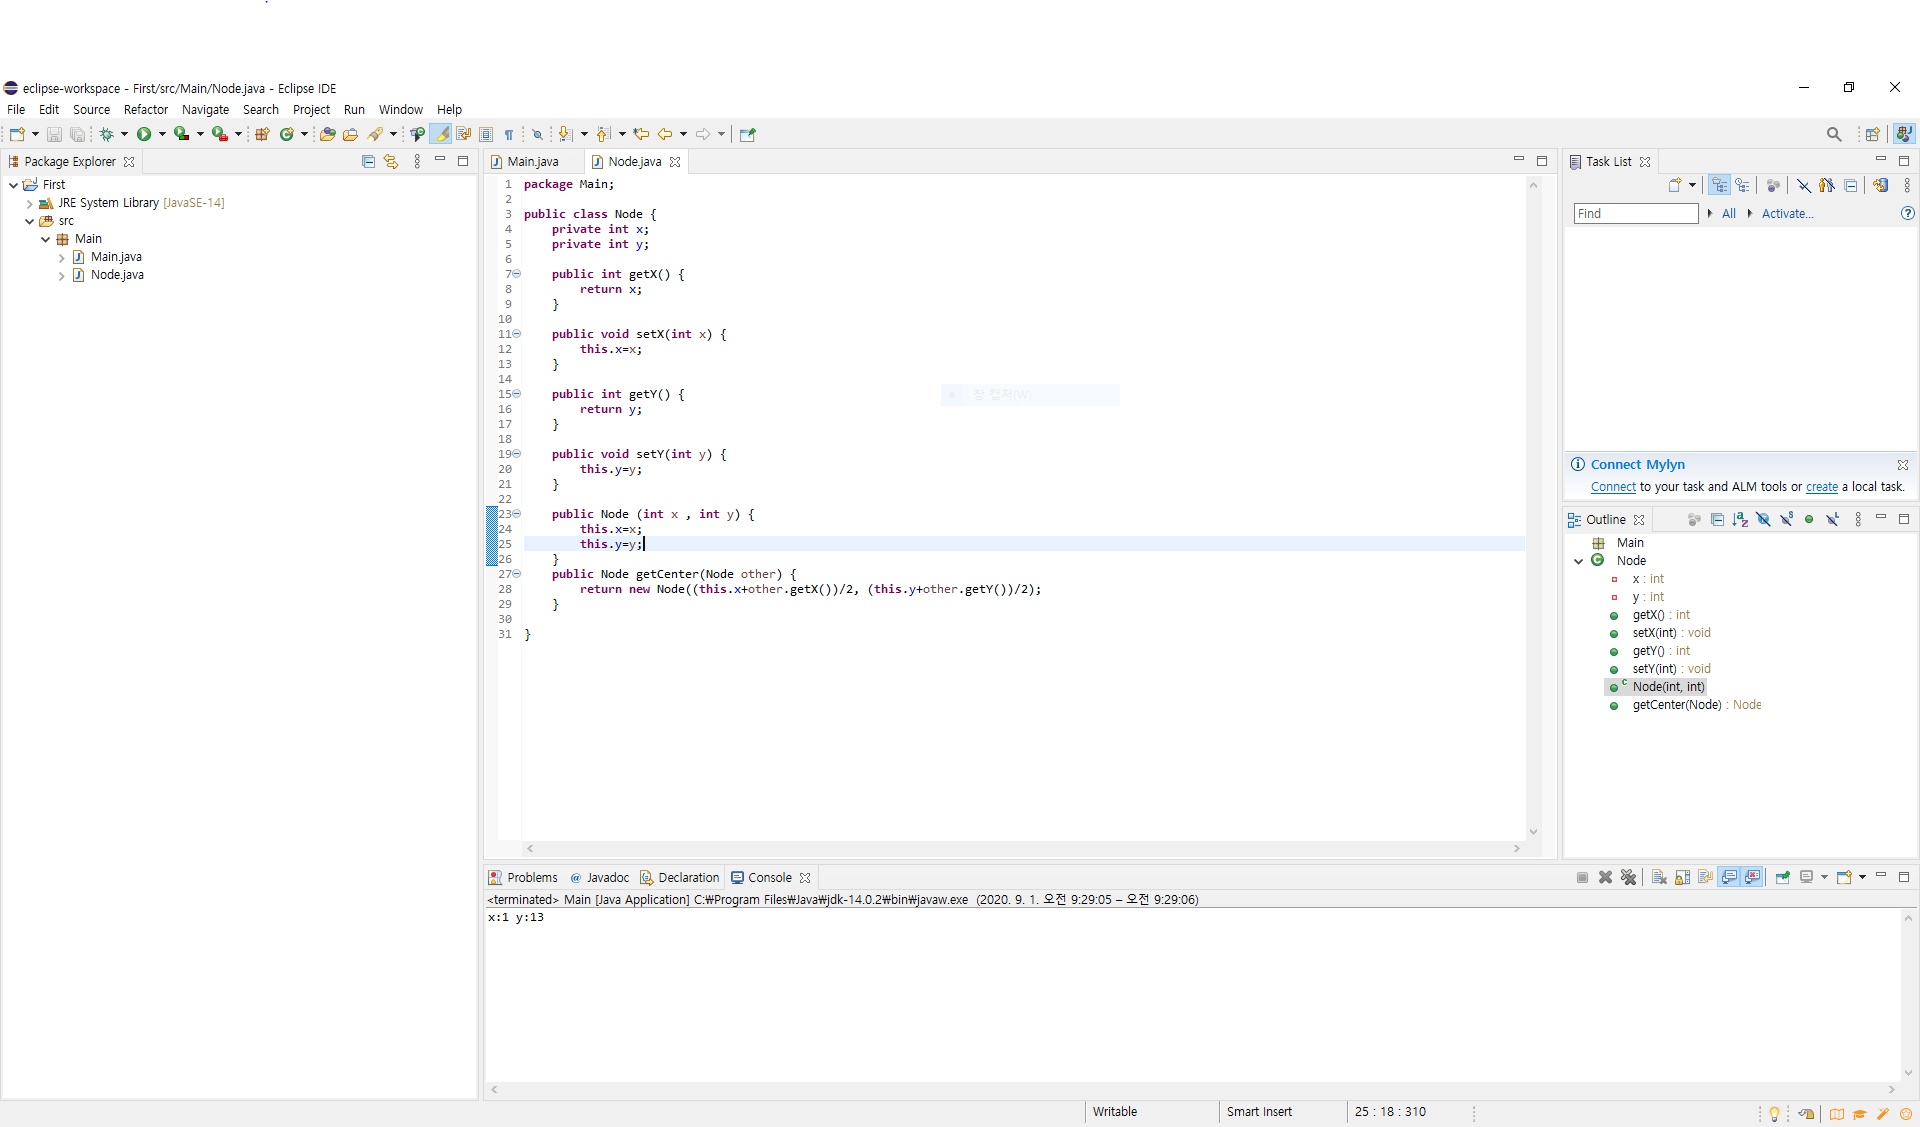 eclipse-workspace - First/src/Main/Node.java - Eclipse IDE
File Edit Source Refactor Navigate Search Project Run Window Help
Package Explorer
First
JRE System Library [JavaSE-14]
src
Main
Main.java
Node.java
Main.java Node.java
1 package Main;
2
3 public class Node {
4 private int x;
5 private int y;
6
7 public int getX() {
8 return x;
9 }
10
11 public void setX(int x) {
12 this.x=x;
13 }
14
15 public int getY() {
16 return y;
17 }
18
19 public void setY(int y) {
20 this.y=y;
21 }
22
23 public Node (int x , int y) {
24 this.x=x;
25 this.y=y;
26 }
27 public Node getCenter(Node other) {
28 return new Node((this.x+other.getX())/2, (this.y+other.getY())/2);
29 }
30
31 }
창 캡처(W)
Task List
Find All Activate...
Connect Mylyn
Connect to your task and ALM tools or create a local task.
Outline
Main
Node
x : int
y : int
getX() : int
setX(int) : void
getY() : int
setY(int) : void
Node(int, int)
getCenter(Node) : Node
Problems @ Javadoc Declaration Console
<terminated> Main [Java Application] C:₩Program Files₩Java₩jdk-14.0.2₩bin₩javaw.exe (2020. 9. 1. 오전 9:29:05 – 오전 9:29:06)
x:1 y:13
Writable Smart Insert 25 : 18 : 310